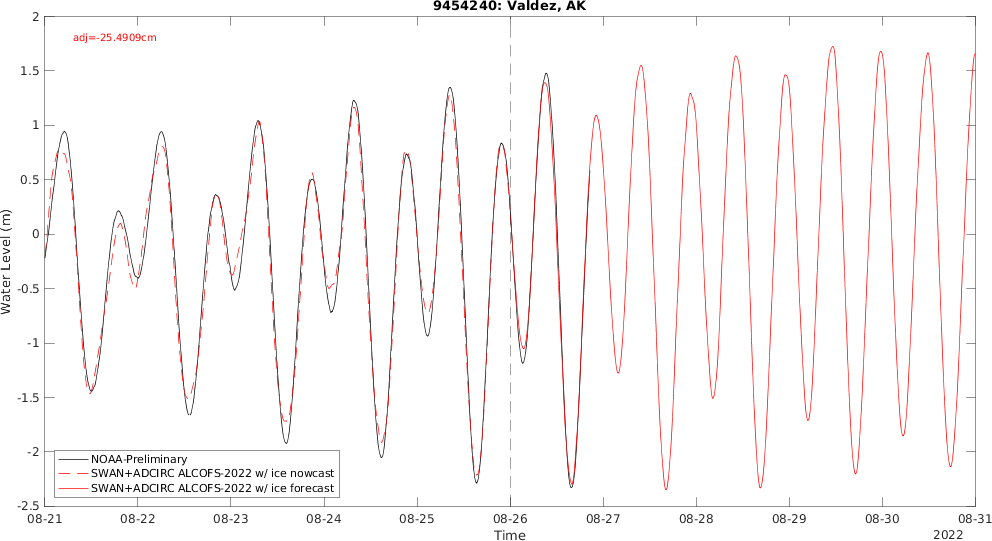 9454240: Valdez, AK
adj=-25.4909cm
Water Level (m)
2
1.5
1
0.5
0
-0.5
-1
-1.5
-2
-2.5
NOAA-Preliminary
SWAN+ADCIRC ALCOFS-2022 w/ ice nowcast
SWAN+ADCIRC ALCOFS-2022 w/ ice forecast
08-21 08-22 08-23 08-24 08-25 08-26 08-27 08-28 08-29 08-30 08-31
Time
2022